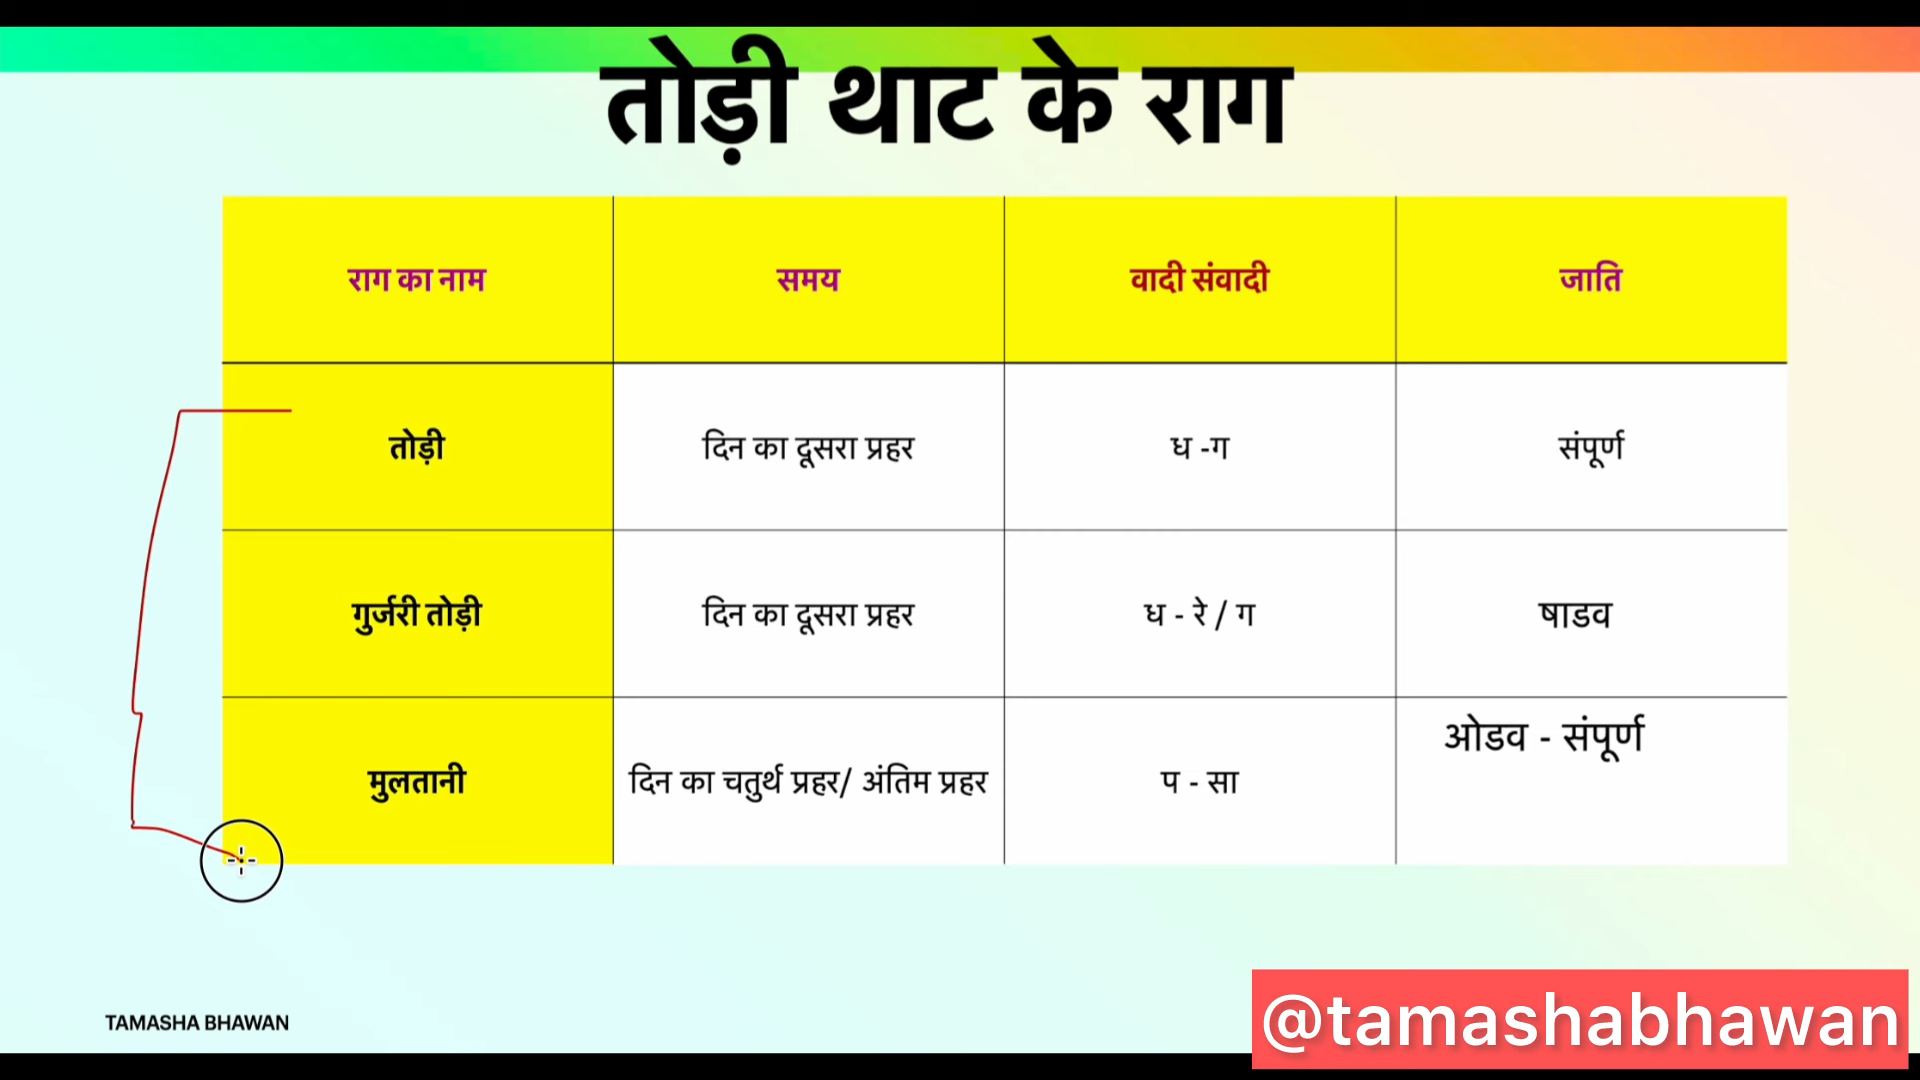 तोड़ी थाट के राग
राग का नाम समय वादी संवादी जाति
तोड़ी दिन का दूसरा प्रहर ध -ग संपूर्ण
गुर्जरी तोड़ी दिन का दूसरा प्रहर ध - रे / ग षाडव
मुलतानी दिन का चतुर्थ प्रहर/ अंतिम प्रहर प - सा ओडव - संपूर्ण
TAMASHA BHAWAN
@tamashabhawan